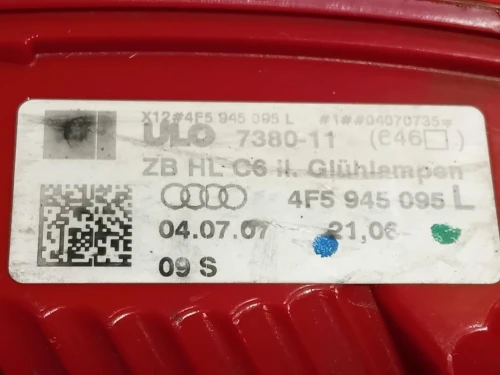 X12#4F5 945 095 L #1##04070735=
ULO 7380-11 (e46□)
ZB HL C6 li. Glühlampen
4F5 945 095 L
04.07.07 21,06
09 S